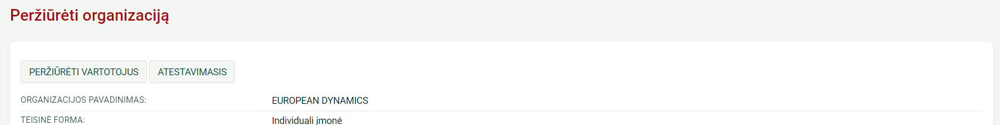 Peržiūrėti organizaciją
PERŽIŪRĖTI VARTOTOJUS ATESTAVIMASIS
ORGANIZACIJOS PAVADINIMAS: EUROPEAN DYNAMICS
TEISINĖ FORMA: Individuali įmonė